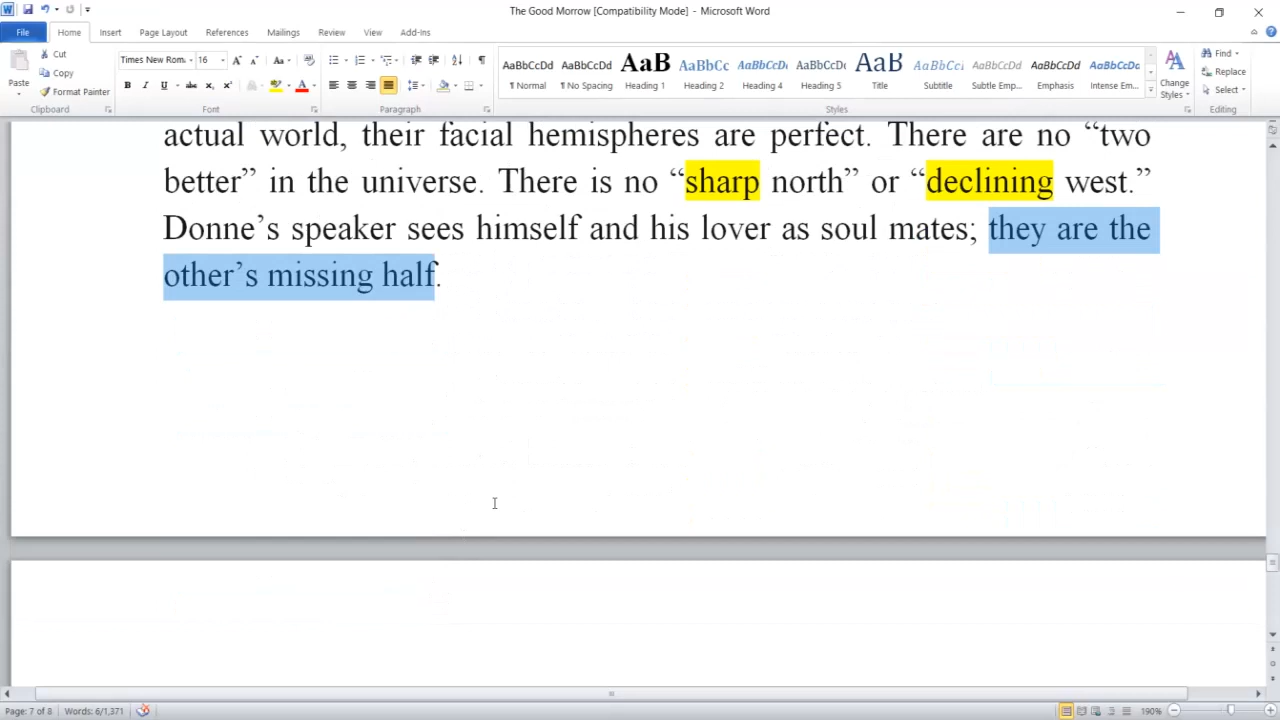 The Good Morrow [Compatibility Mode] - Microsoft Word
File Home Insert Page Layout References Mailings Review View Add-Ins
Cut
Copy
Format Painter
Paste
Clipboard
Times New Rom 16
Font
Paragraph
AaBbCcDd AaBbCcDd AaB AaBbCc AaBbCcDc AaBbCcDc AaB AaBbCcI AaBbCcDd AaBbCcDd AaBbCcDc
¶ Normal ¶ No Spacing Heading 1 Heading 2 Heading 4 Heading 5 Title Subtitle Subtle Emp... Emphasis Intense Em...
Styles
Change Styles
Find
Replace
Select
Editing
actual world, their facial hemispheres are perfect. There are no “two
better” in the universe. There is no “sharp north” or “declining west.”
Donne’s speaker sees himself and his lover as soul mates; they are the
other’s missing half.
Page: 7 of 8 Words: 6/1,371 190%